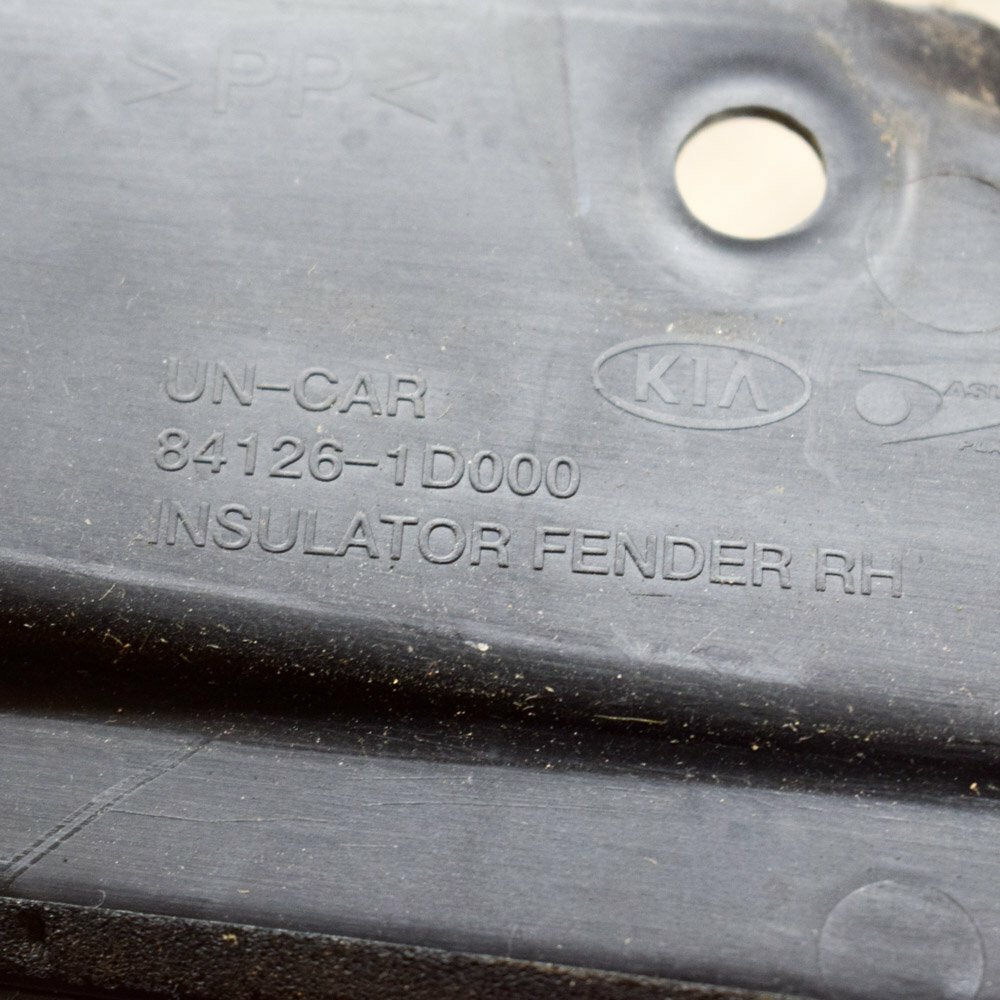 >PP<
KIA
UN-CAR
84126-1D000
INSULATOR FENDER RH